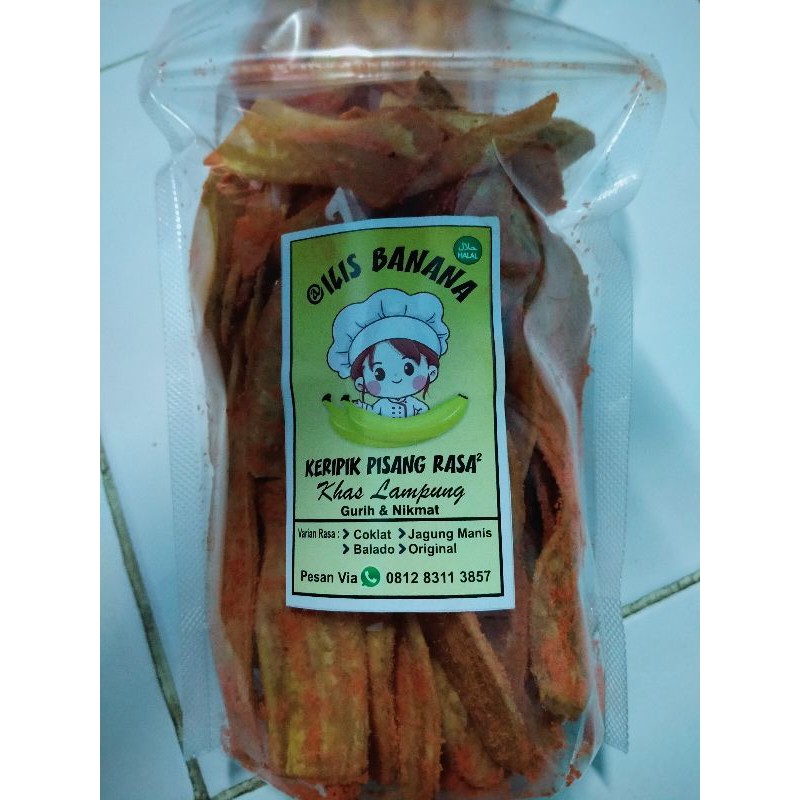 حلال
HALAL
@ILIS BANANA
KERIPIK PISANG RASA²
Khas Lampung
Gurih & Nikmat
Varian Rasa : > Coklat > Jagung Manis
> Balado > Original
Pesan Via 0812 8311 3857